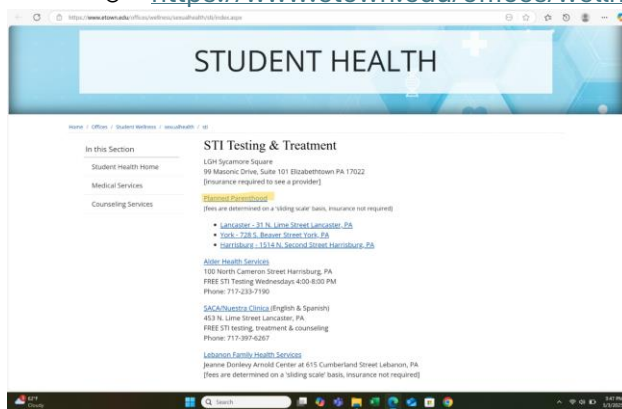 https://www.etown.edu/offices/well
https://www.etown.edu/offices/wellness/sexualhealth/sti/index.aspx
STUDENT HEALTH
Home / Offices / Student Wellness / sexualhealth / sti
In this Section
Student Health Home
Medical Services
Counseling Services
STI Testing & Treatment
LGH Sycamore Square
99 Masonic Drive, Suite 101 Elizabethtown PA 17022
[insurance required to see a provider]
Planned Parenthood
[fees are determined on a 'sliding scale' basis, insurance not required]
Lancaster - 31 N. Lime Street Lancaster, PA
York - 728 S. Beaver Street York, PA
Harrisburg - 1514 N. Second Street Harrisburg, PA
Alder Health Services
100 North Cameron Street Harrisburg, PA
FREE STI Testing Wednesdays 4:00-8:00 PM
Phone: 717-233-7190
SACA/Nuestra Clinica (English & Spanish)
453 N. Lime Street Lancaster, PA
FREE STI testing, treatment & counseling
Phone: 717-397-6267
Lebanon Family Health Services
Jeanne Donlevy Arnold Center at 615 Cumberland Street Lebanon, PA
[fees are determined on a 'sliding scale' basis, insurance not required]
Cloudy
Search